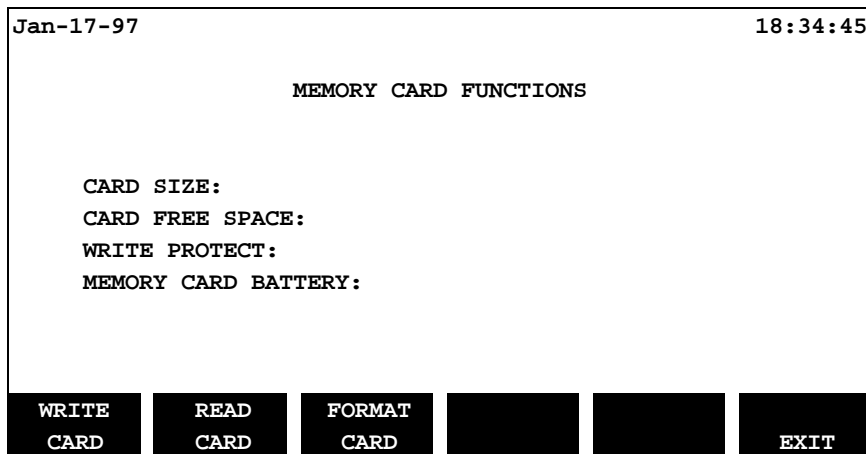 Jan-17-97 18:34:45
MEMORY CARD FUNCTIONS
CARD SIZE:
CARD FREE SPACE:
WRITE PROTECT:
MEMORY CARD BATTERY:
WRITE CARD
READ CARD
FORMAT CARD
EXIT